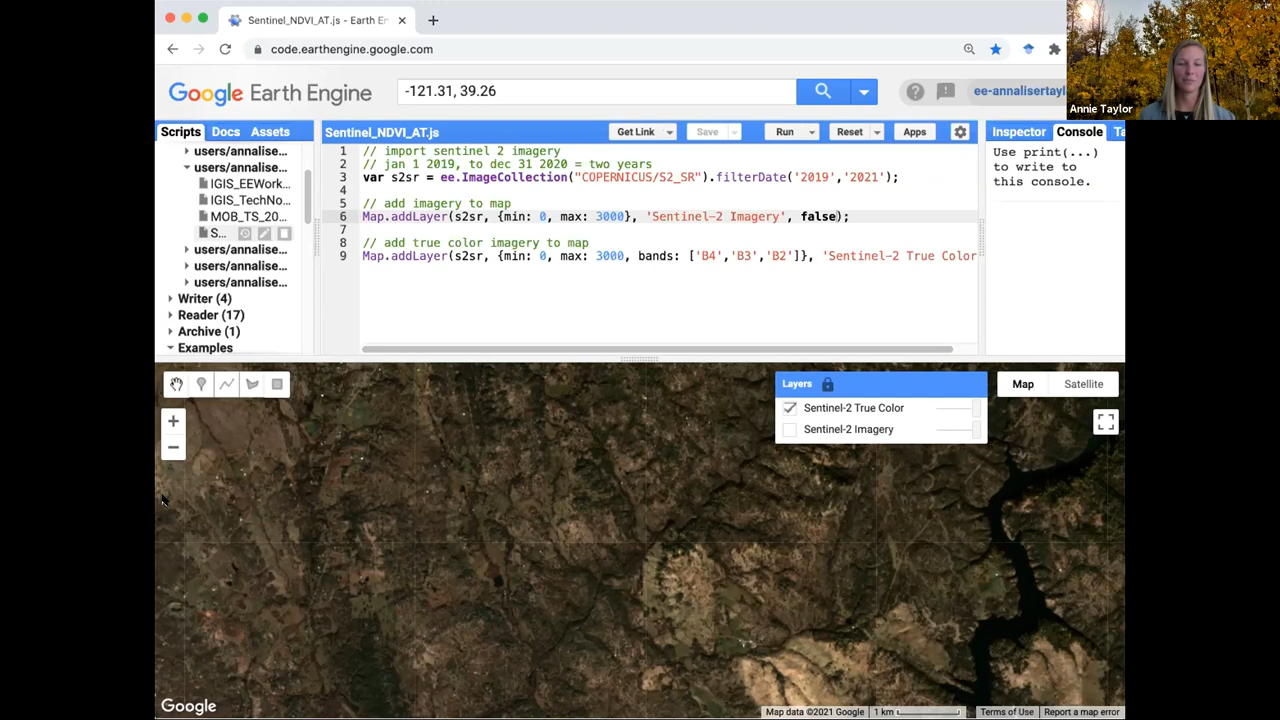 Sentinel_NDVI_AT.js - Earth En
code.earthengine.google.com
Google Earth Engine
-121.31, 39.26
ee-annalisertayl
Annie Taylor
Scripts Docs Assets
Sentinel_NDVI_AT.js
Get Link Save Run Reset Apps
Inspector Console Ta
users/annalise...
users/annalise...
IGIS_EEWork...
IGIS_TechNo...
MOB_TS_20...
S...
users/annalise...
users/annalise...
users/annalise...
Writer (4)
Reader (17)
Archive (1)
Examples
1 // import sentinel 2 imagery
2 // jan 1 2019, to dec 31 2020 = two years
3 var s2sr = ee.ImageCollection("COPERNICUS/S2_SR").filterDate('2019','2021');
4
5 // add imagery to map
6 Map.addLayer(s2sr, {min: 0, max: 3000}, 'Sentinel-2 Imagery', false);
7
8 // add true color imagery to map
9 Map.addLayer(s2sr, {min: 0, max: 3000, bands: ['B4','B3','B2']}, 'Sentinel-2 True Color
Use print(...)
to write to
this console.
Layers
Sentinel-2 True Color
Sentinel-2 Imagery
Map Satellite
Google
Map data ©2021 Google 1 km Terms of Use Report a map error